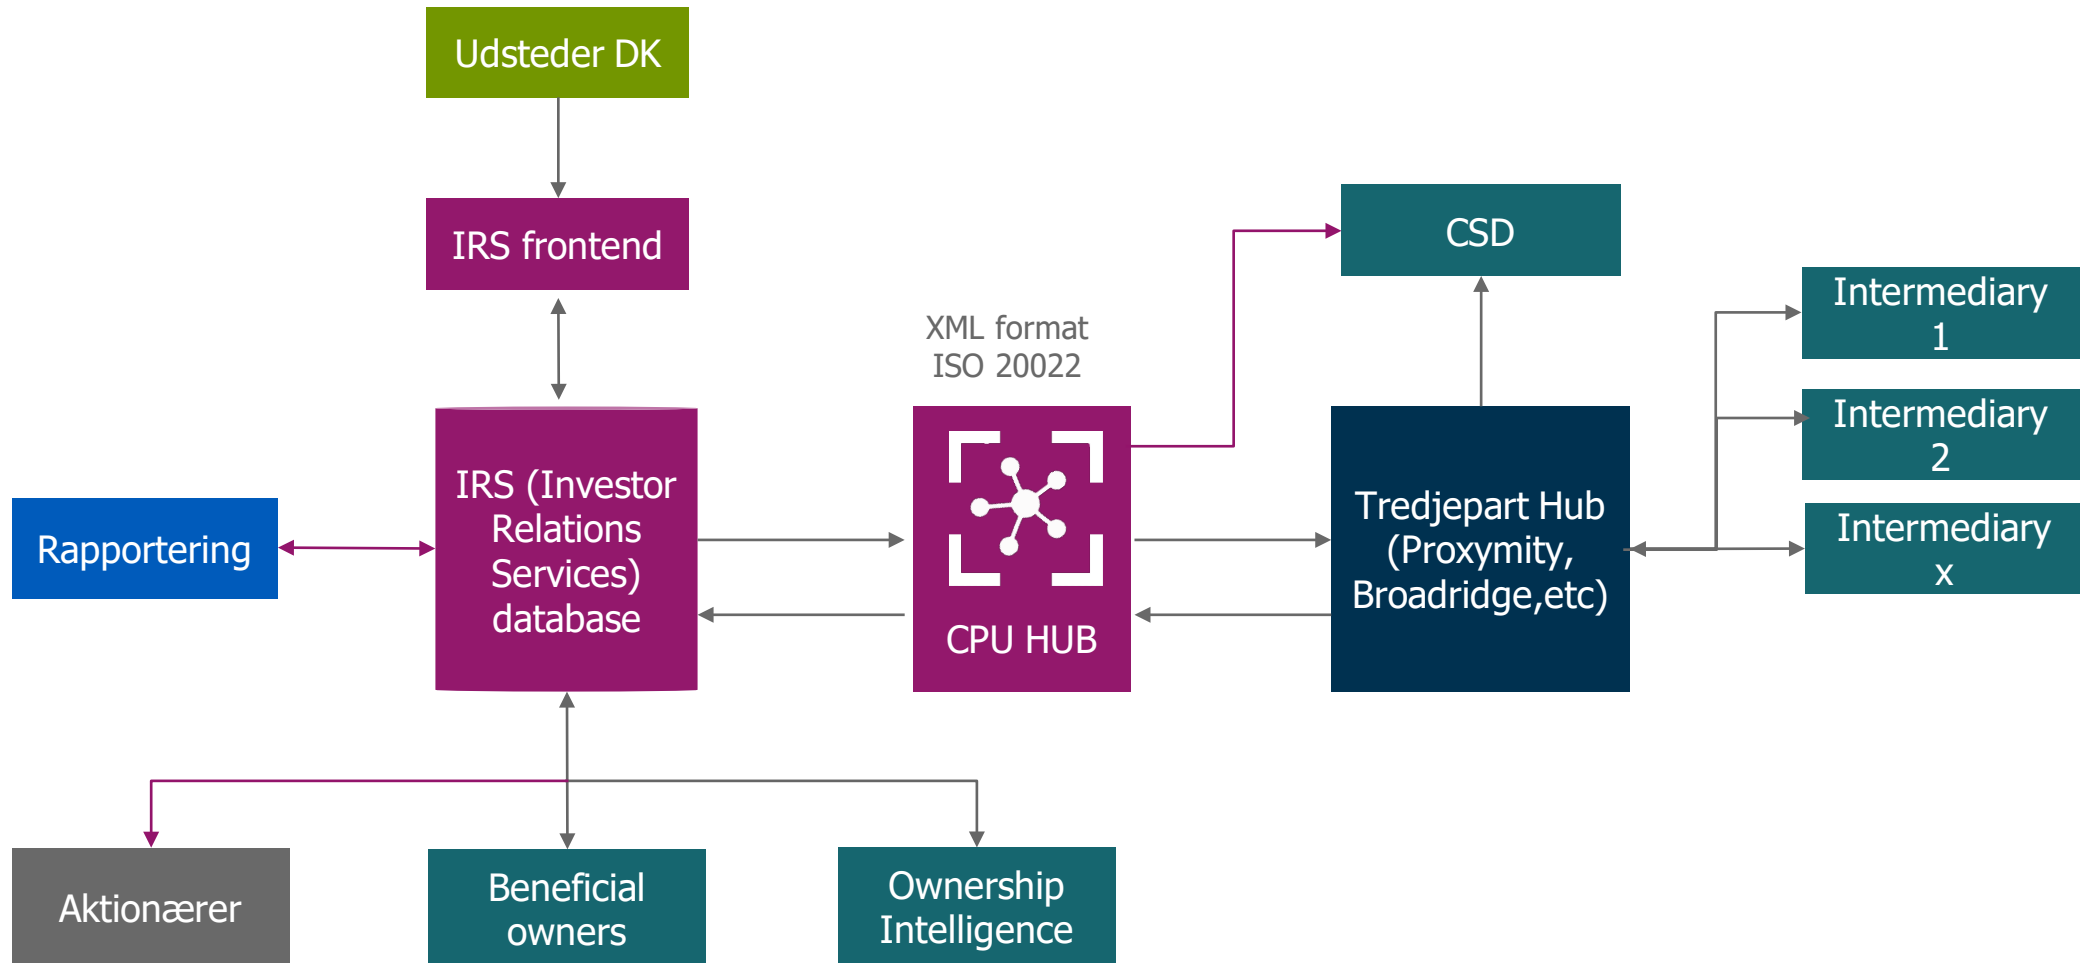 Udsteder DK
IRS frontend
CSD
Intermediary
1
XML format
ISO 20022
Intermediary
2
IRS (Investor
Relations
Services)
database
Rapportering
CPU HUB
Tredjepart Hub
(Proxymity,
Broadridge,etc)
Intermediary
x
Aktionærer
Beneficial
owners
Ownership
Intelligence